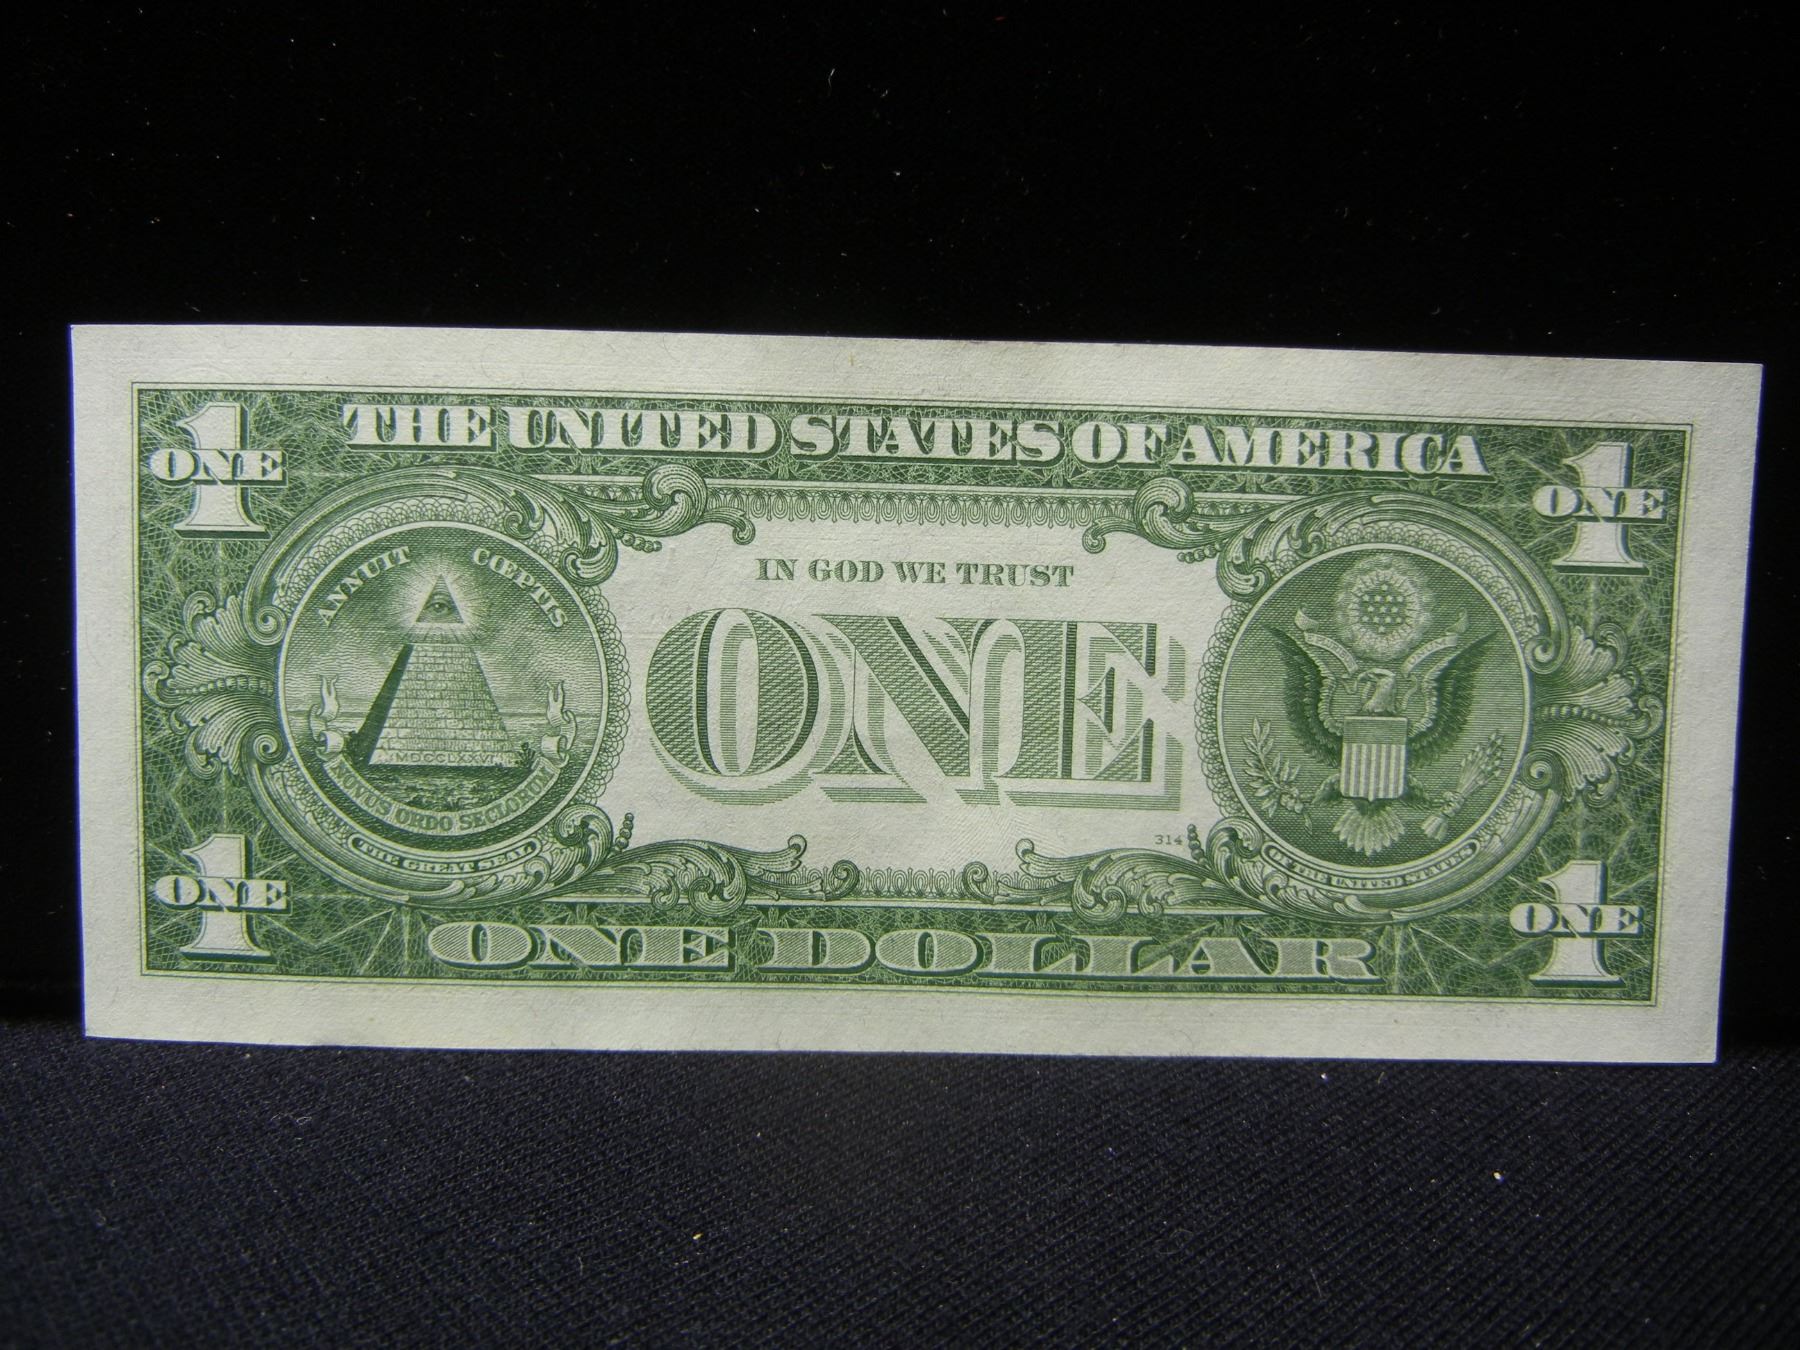 THE UNITED STATES OF AMERICA
1
ONE
1
ONE
ANNUIT CŒPTIS
IN GOD WE TRUST
ONE
MDCCLXXVI
NOVUS ORDO SECLORUM
THE GREAT SEAL
OF THE UNITED STATES
314
1
ONE
1
ONE
ONE DOLLAR